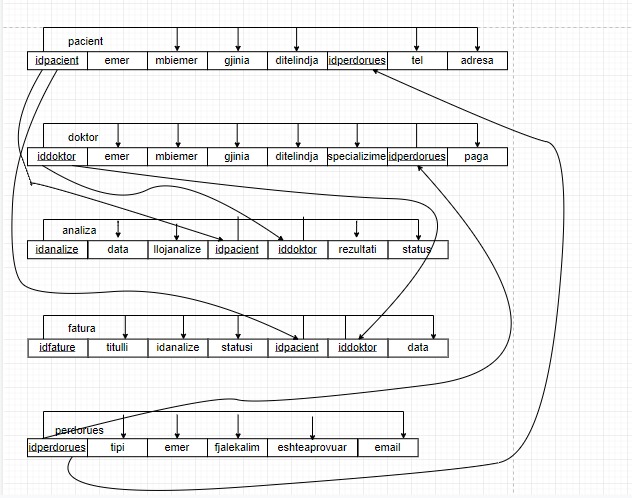 pacient
idpacient emer mbiemer gjinia ditelindja idperdorues tel adresa
doktor
iddoktor emer mbiemer gjinia ditelindja specializime idperdorues paga
analiza
idanalize data llojanalize idpacient iddoktor rezultati status
fatura
idfature titulli idanalize statusi idpacient iddoktor data
perdorues
idperdorues tipi emer fjalekalim eshteaprovuar email